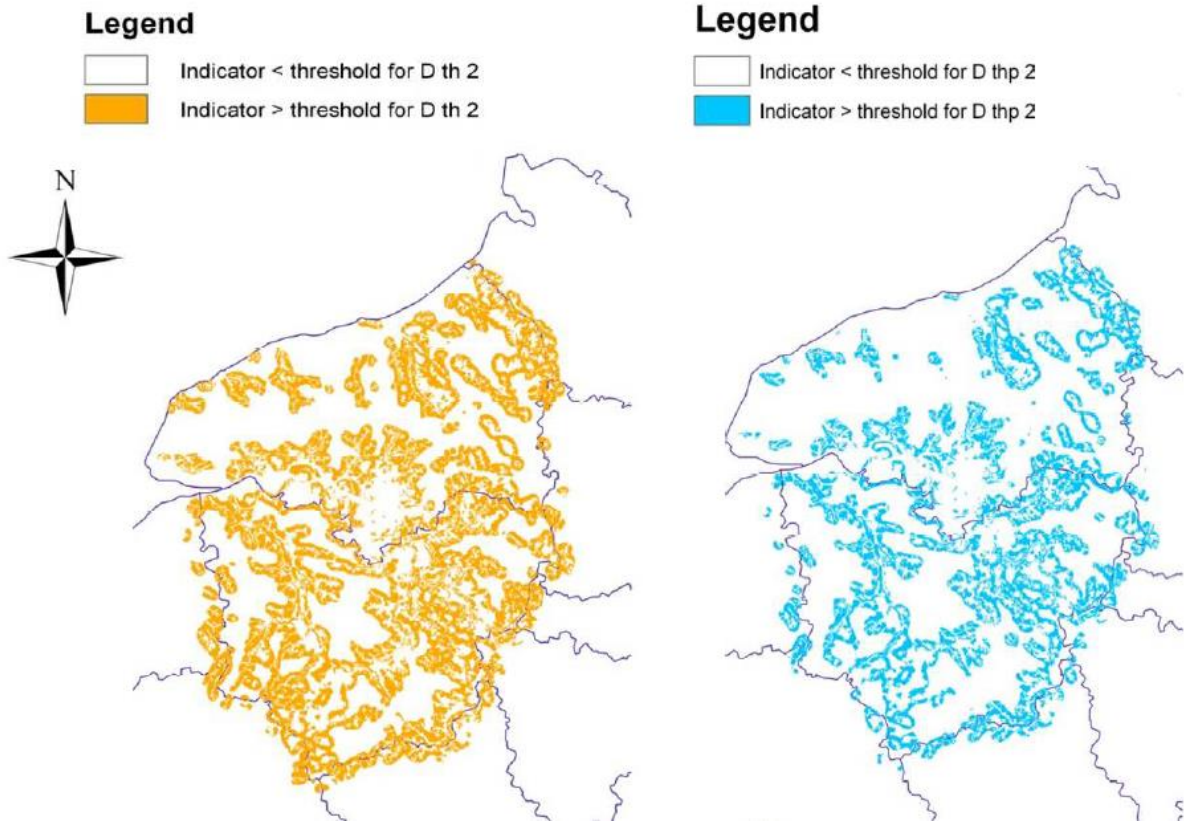 Legend
Indicator < threshold for D th 2
Indicator > threshold for D th 2
Legend
Indicator < threshold for D thp 2
Indicator > threshold for D thp 2
N